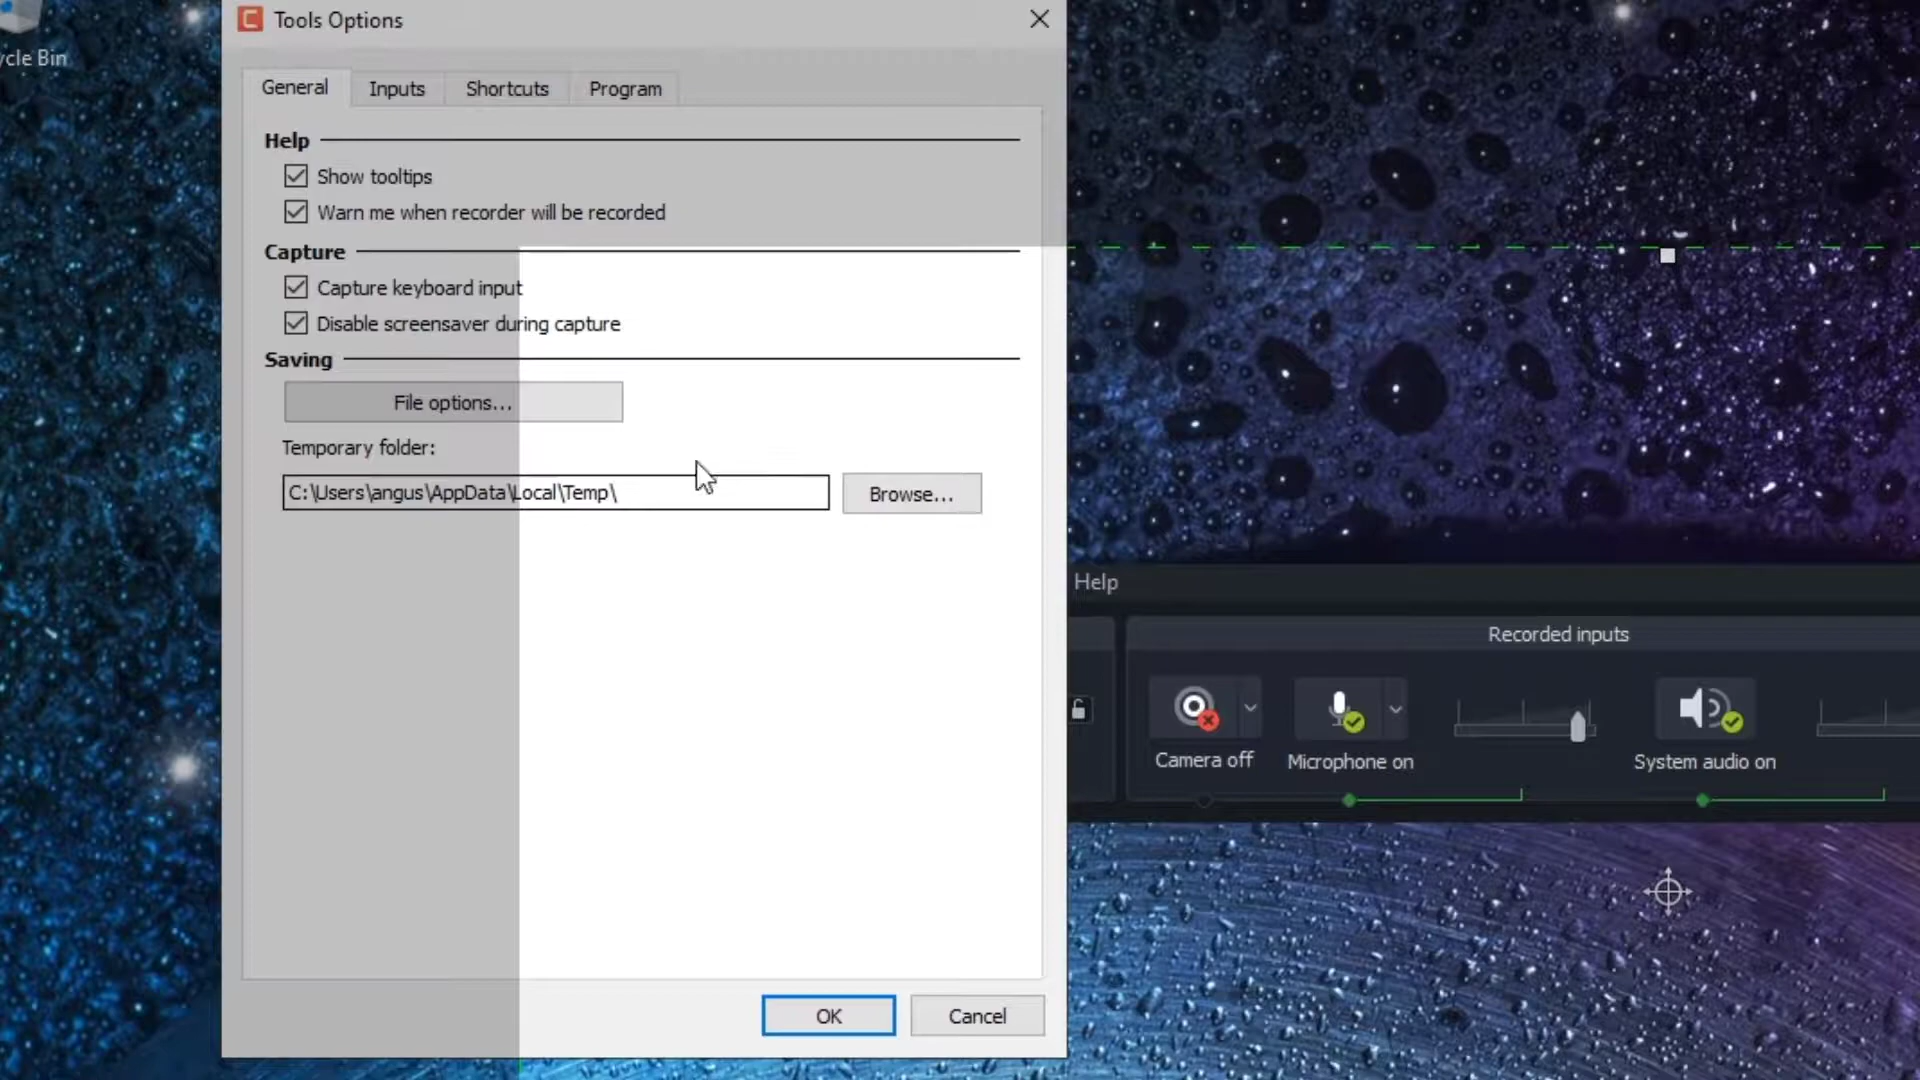 Tools Options
cle Bin
General
Inputs
Shortcuts
Program
Help
Show tooltips
Warn me when recorder will be recorded
Capture
Capture keyboard input
Disable screensaver during capture
Saving
File options...
Temporary folder:
C:\Users\angus\AppData\Local\Temp\
Browse...
OK
Cancel
Help
Recorded inputs
Camera off
Microphone on
System audio on